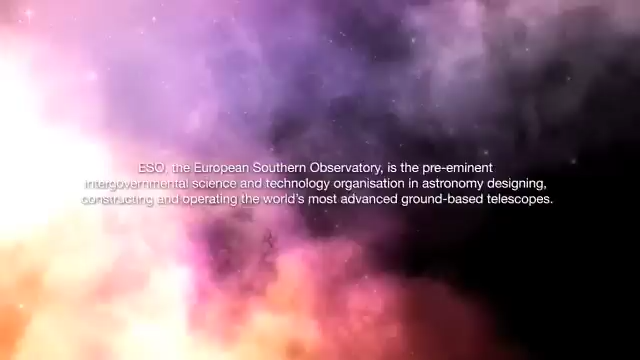 ESO, the European Southern Observatory, is the pre-eminent
intergovernmental science and technology organisation in astronomy designing,
constructing and operating the world's most advanced ground-based telescopes.